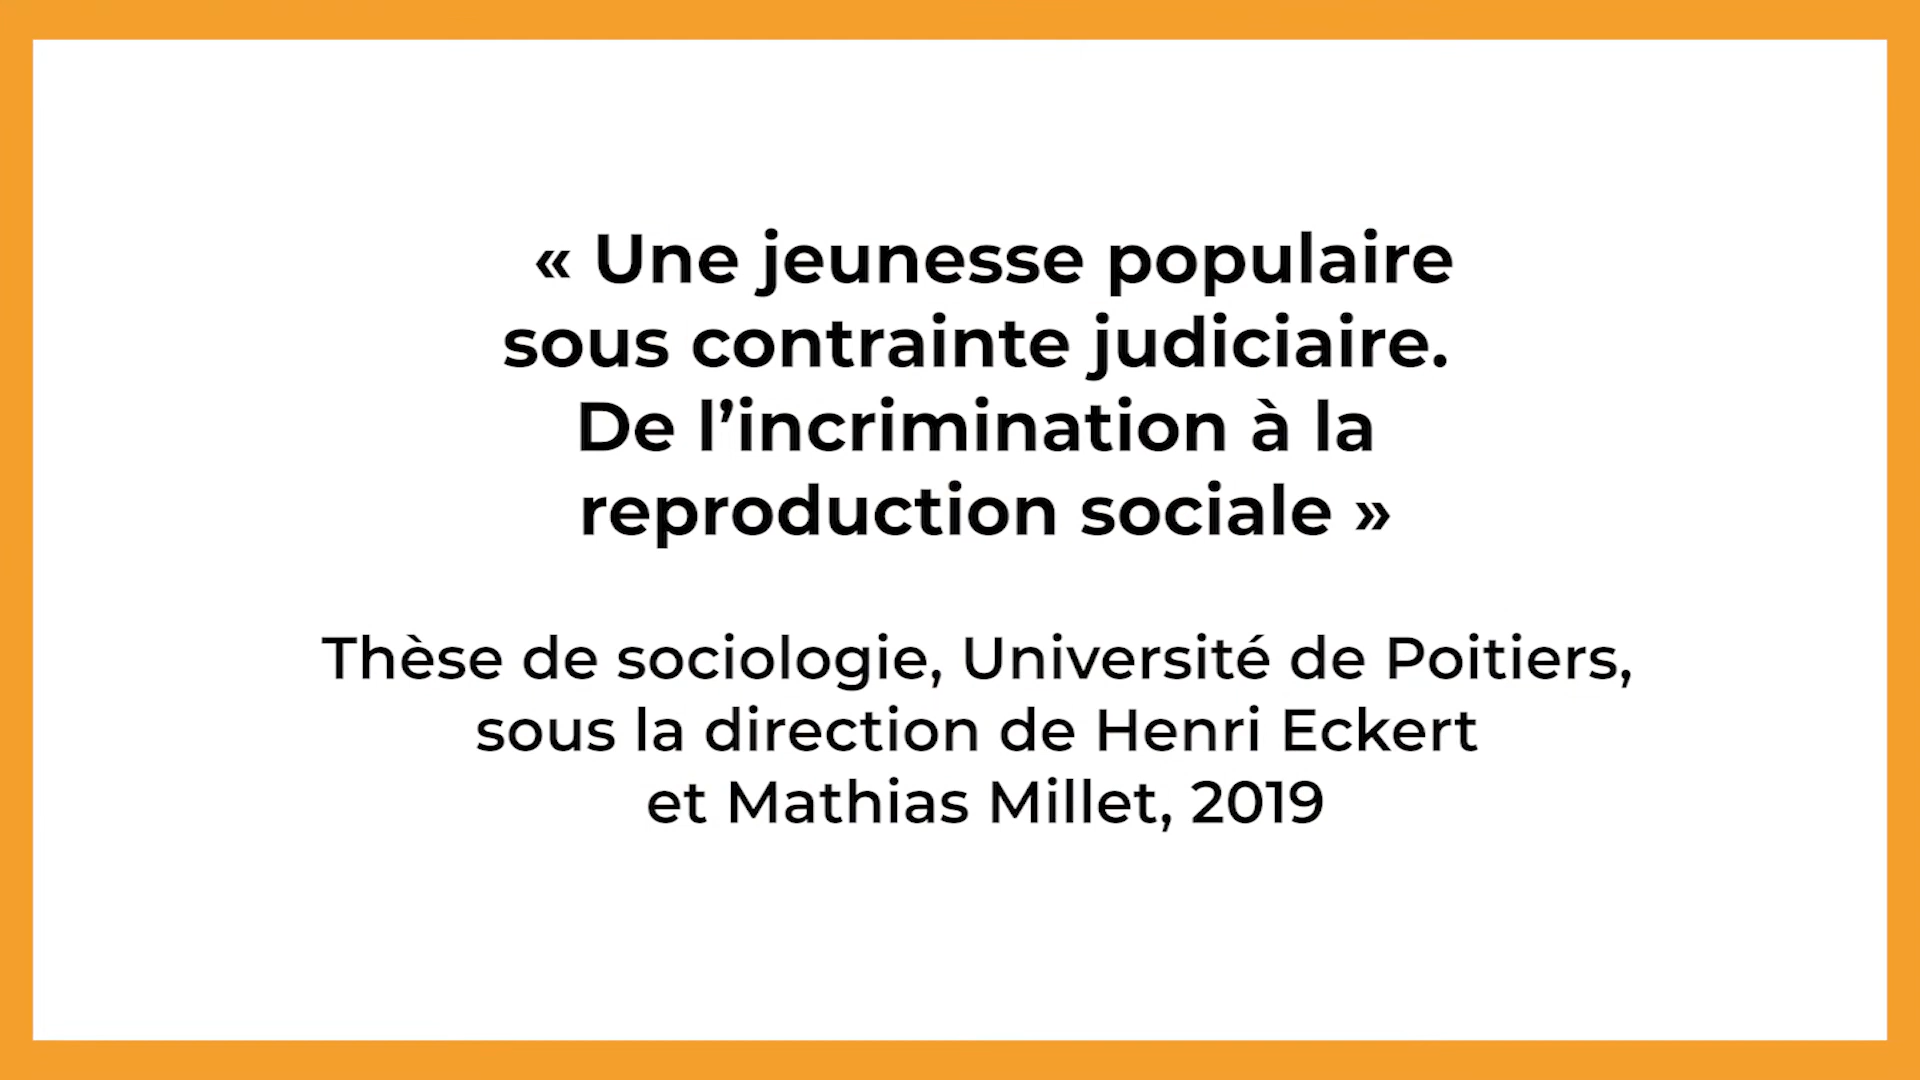 « Une jeunesse populaire
sous contrainte judiciaire.
De l’incrimination à la
reproduction sociale »
Thèse de sociologie, Université de Poitiers,
sous la direction de Henri Eckert
et Mathias Millet, 2019